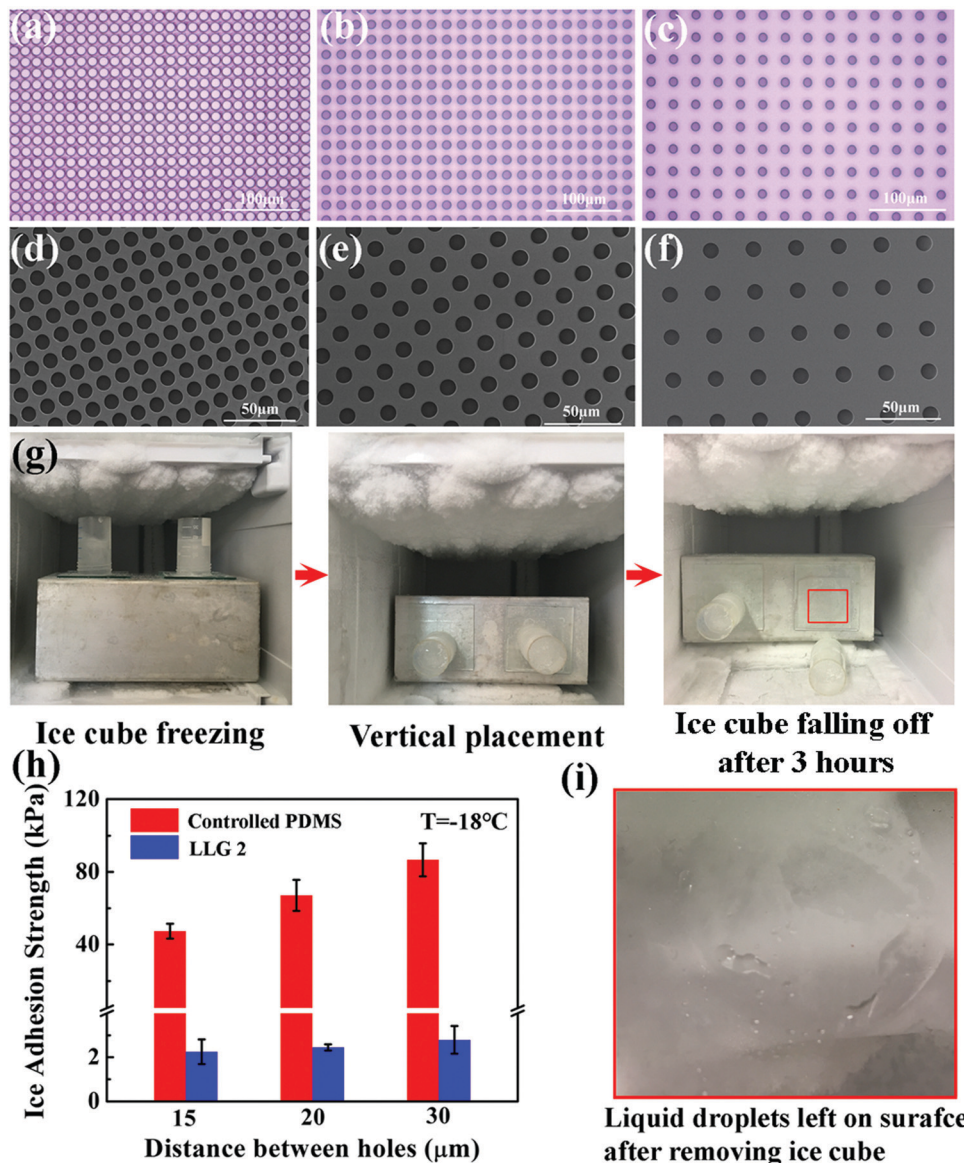 (a)
(b)
(c)
100μm
100μm
100μm
(d)
(e)
(f)
50μm
50μm
50μm
(g)
Ice cube freezing
Vertical placement
Ice cube falling off
after 3 hours
(h)
Ice Adhesion Strength (kPa)
120
80
40
2
0
Controlled PDMS
LLG 2
T=-18°C
15
20
30
Distance between holes (μm)
(i)
Liquid droplets left on surafce
after removing ice cube